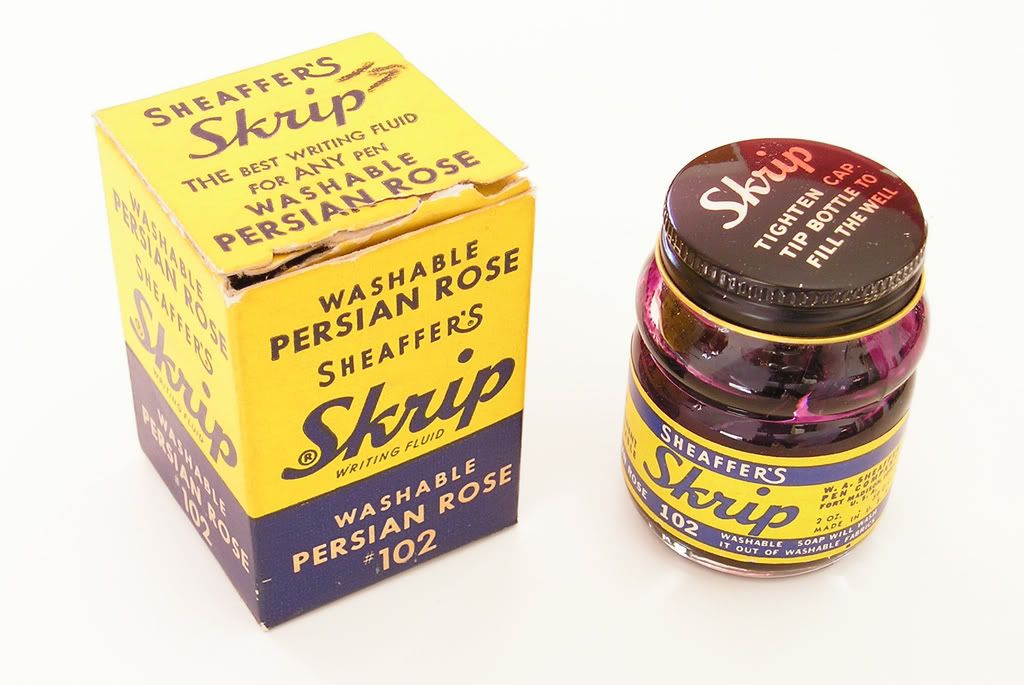 SHEAFFER'S
Skrip
THE BEST WRITING FLUID
FOR ANY PEN
WASHABLE
PERSIAN ROSE
WASHABLE
PERSIAN ROSE
SHEAFFER'S
Skrip
WRITING FLUID
WASHABLE
PERSIAN ROSE
102
WASHABLE
PERSIAN ROSE
SHEAFFER'S
Skrip
®
WRITING FLUID
WASHABLE
PERSIAN ROSE
#102
Skrip
TIGHTEN CAP
TIP BOTTLE TO
FILL THE WELL
SHEAFFER'S
Skrip
ROSE
102
W. A. SHEAFFER
PEN
FORT MADISON
U. S.
2 OZ.
MADE IN
WASHABLE SOAP WILL WASH
IT OUT OF WASHABLE FABRICS